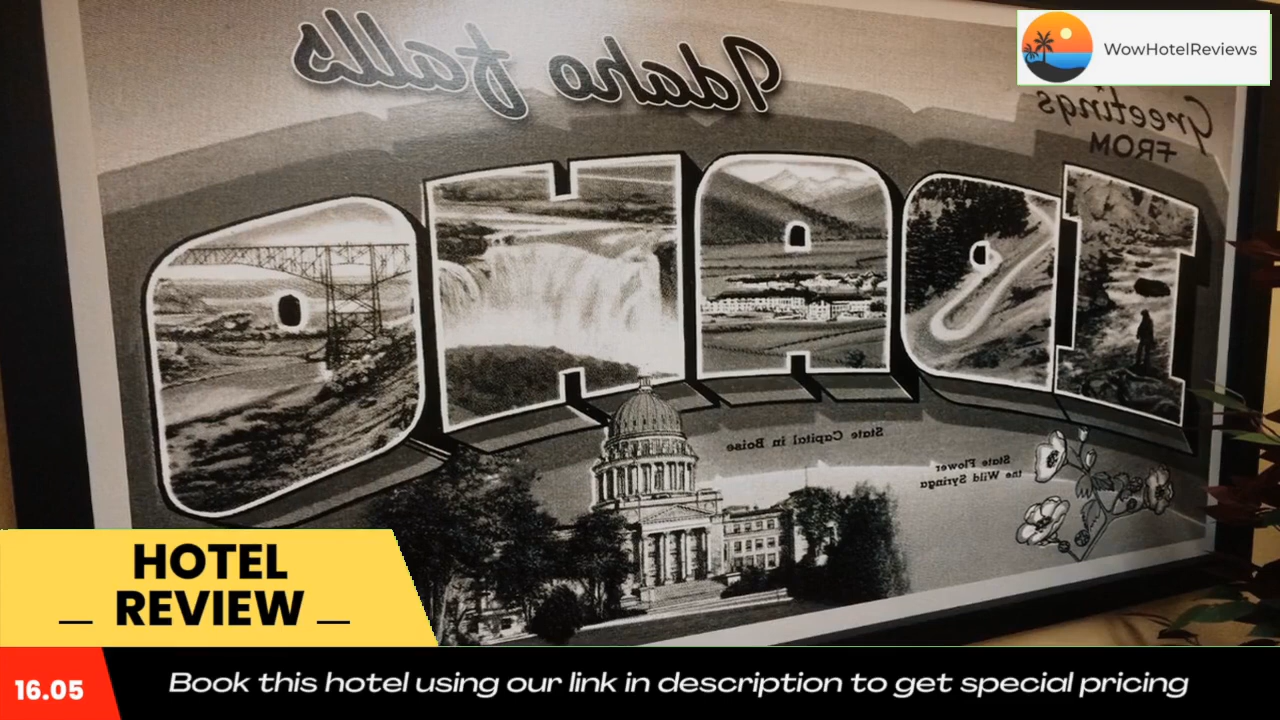 WowHotelReviews
Greetings
FROM
Idaho Falls
IDAHO
State Capital in Boise
State Flower
the Wild Syringa
HOTEL
REVIEW
16.05
Book this hotel using our link in description to get special pricing